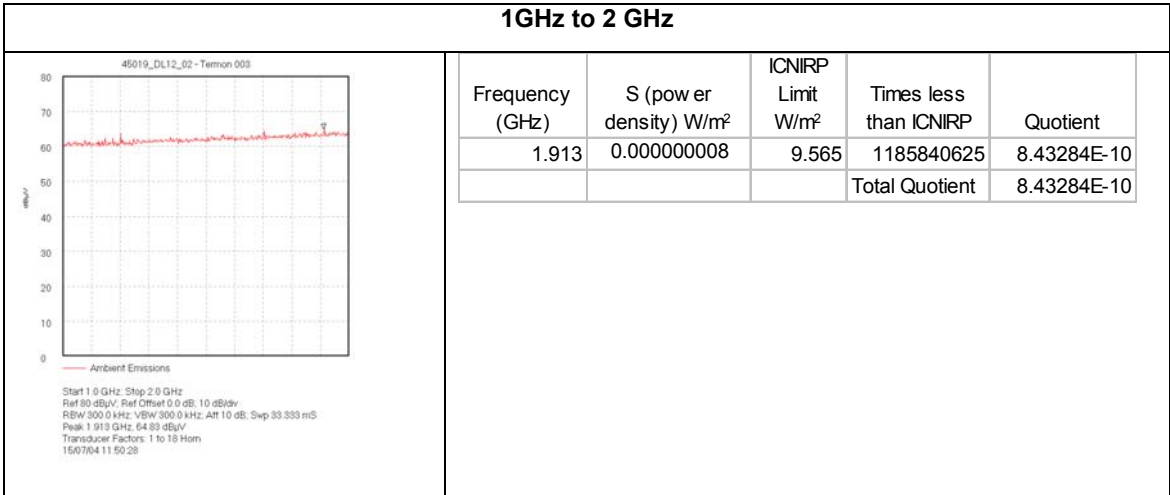 1GHz to 2 GHz
45019_DL12_02 - Termon 003
80
70
60
50
40
30
20
10
0
dBµV
Ambient Emissions
Start 1.0 GHz; Stop 2.0 GHz
Ref 80 dBµV; Ref Offset 0.0 dB; 10 dB/div
RBW 300.0 kHz; VBW 300.0 kHz; Att 10 dB; Swp 33.333 mS
Peak 1.913 GHz, 64.83 dBµV
Transducer Factors: 1 to 18 Horn
15/07/04 11:50:28
Frequency (GHz) S (pow er density) W/m² ICNIRP Limit W/m² Times less than ICNIRP Quotient
1.913 0.000000008 9.565 1185840625 8.43284E-10
Total Quotient 8.43284E-10